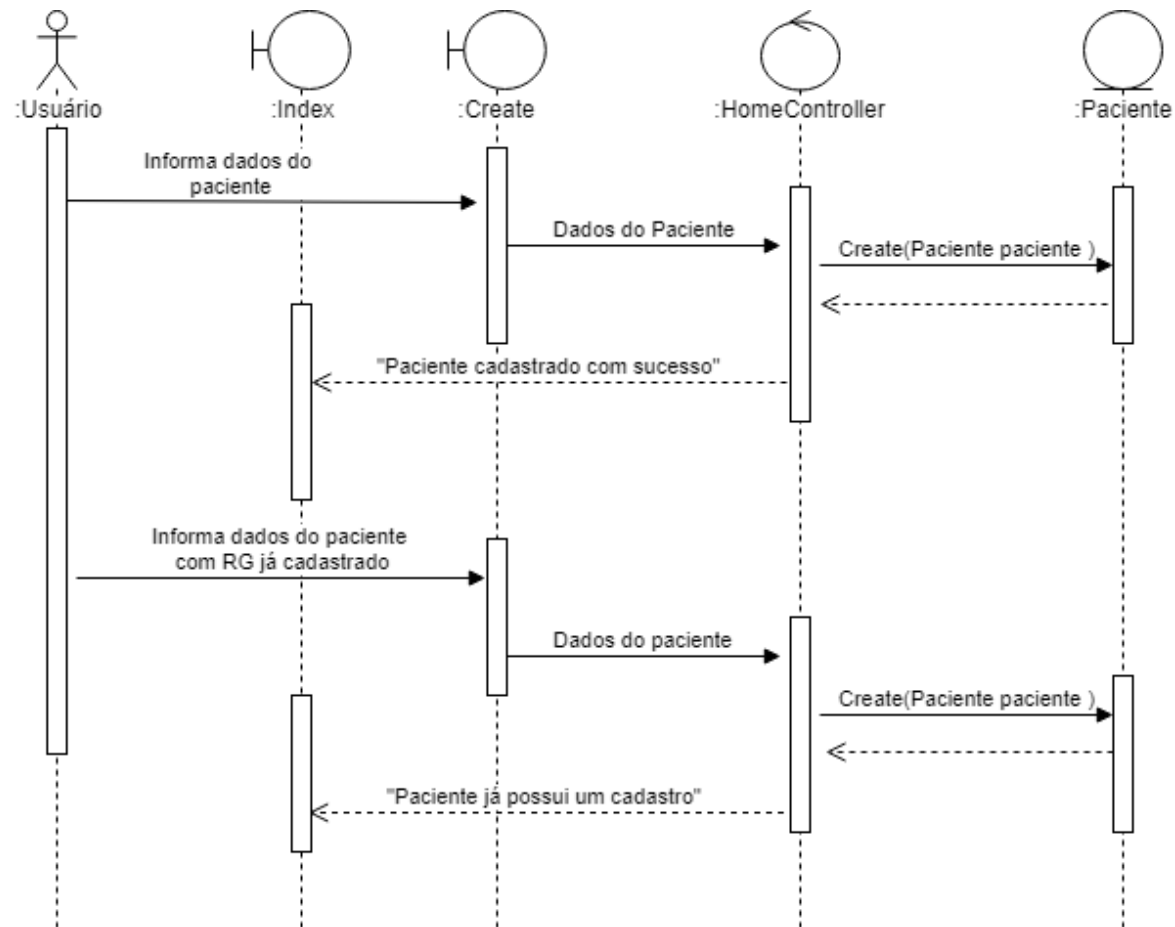 :Usuário
:Index
:Create
:HomeController
:Paciente
Informa dados do
paciente
Dados do Paciente
Create(Paciente paciente )
"Paciente cadastrado com sucesso"
Informa dados do paciente
com RG já cadastrado
Dados do paciente
Create(Paciente paciente )
"Paciente já possui um cadastro"